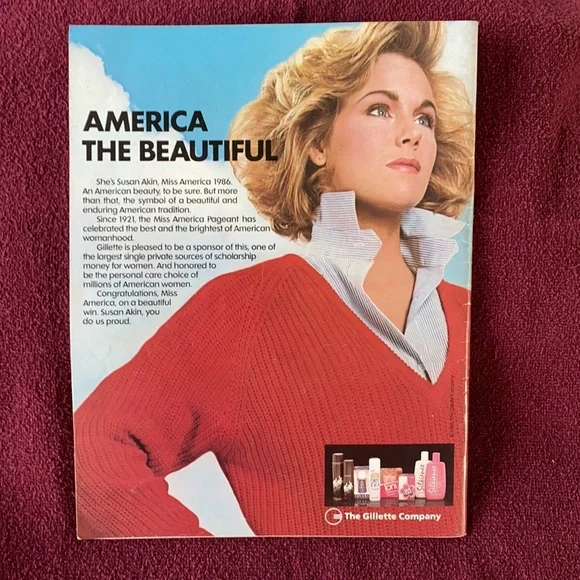 AMERICA
THE BEAUTIFUL
She's Susan Akin, Miss America 1986.
An American beauty, to be sure. But more
than that, the symbol of a beautiful and
enduring American tradition.
Since 1921, the Miss America Pageant has
celebrated the best and the brightest of American
womanhood.
Gillette is pleased to be a sponsor of this, one of
the largest single private sources of scholarship
money for women. And honored to
be the personal care choice of
millions of American women.
Congratulations, Miss
America, on a beautiful
win. Susan Akin, you
do us proud.
The Gillette Company